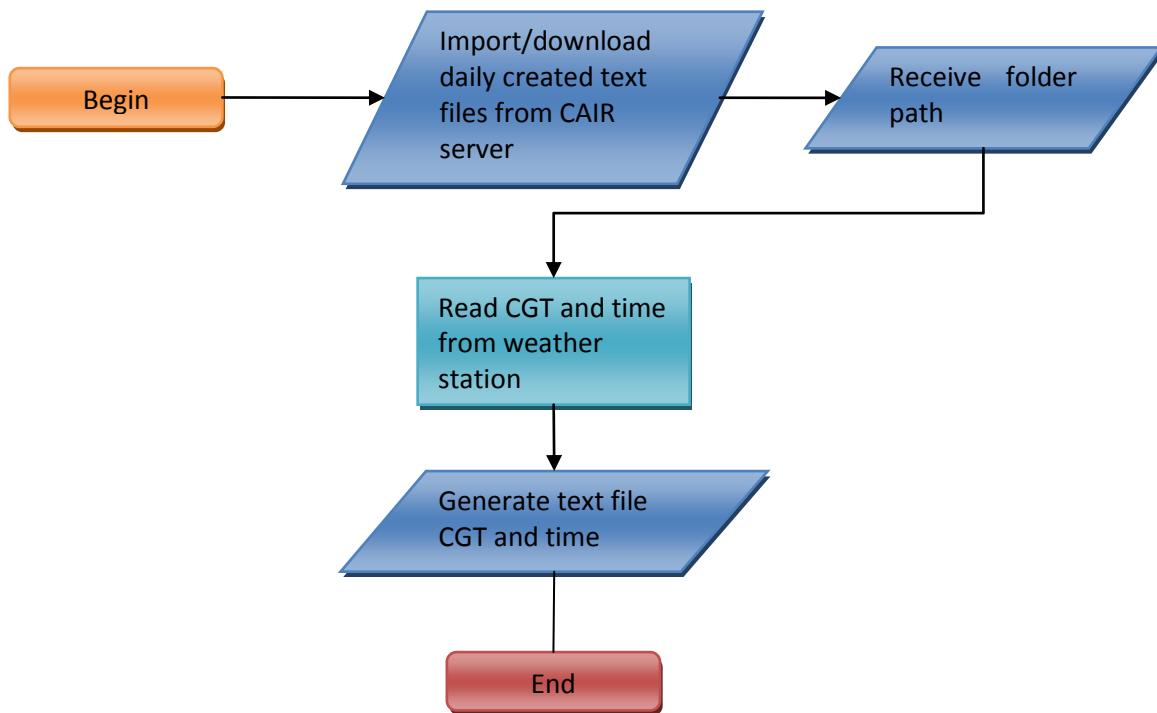 Begin
Import/download
daily created text
files from CAIR
server
Receive folder
path
Read CGT and time
from weather
station
Generate text file
CGT and time
End